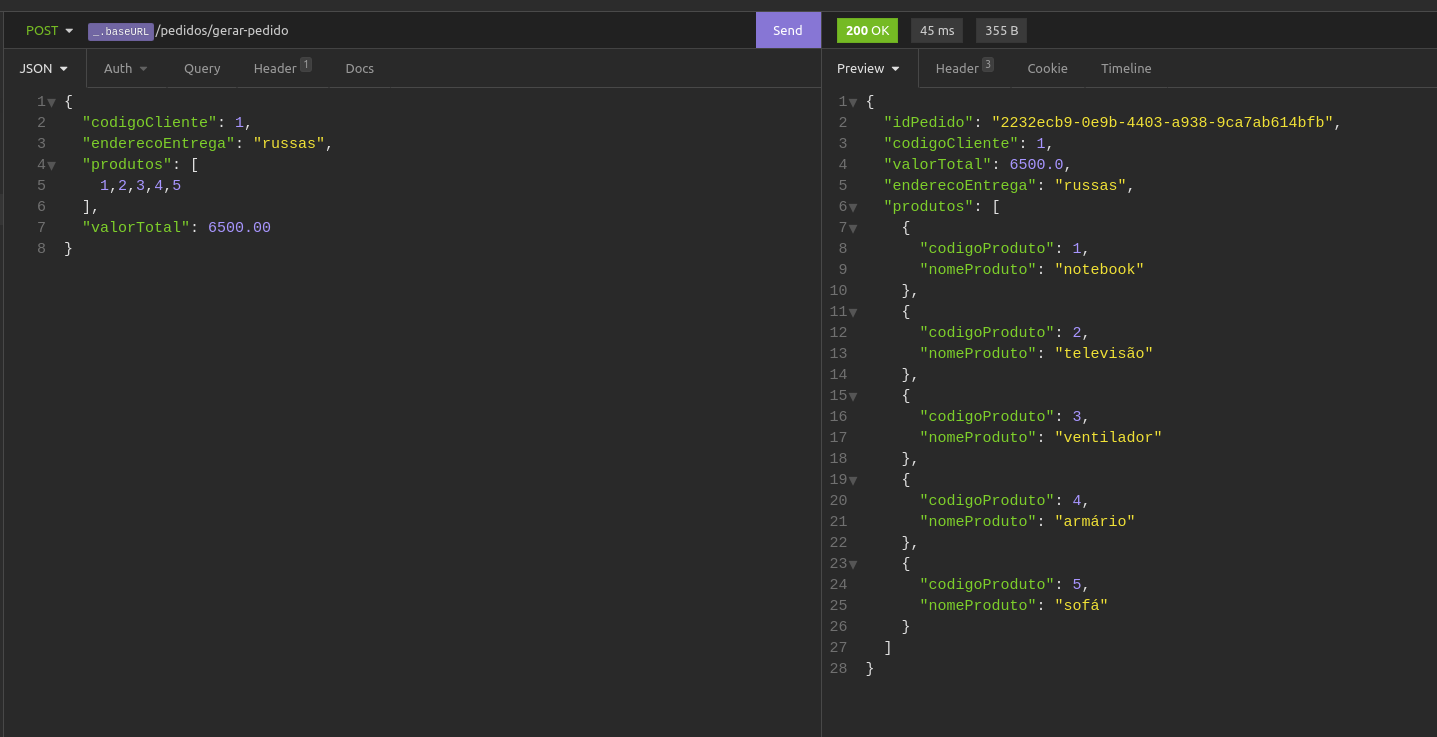 POST _.baseURL/pedidos/gerar-pedido Send
JSON Auth Query Header 1 Docs
1 {
2 "codigoCliente": 1,
3 "enderecoEntrega": "russas",
4 "produtos": [
5 1,2,3,4,5
6 ],
7 "valorTotal": 6500.00
8 }
200 OK 45 ms 355 B
Preview Header 3 Cookie Timeline
1 {
2 "idPedido": "2232ecb9-0e9b-4403-a938-9ca7ab614bfb",
3 "codigoCliente": 1,
4 "valorTotal": 6500.0,
5 "enderecoEntrega": "russas",
6 "produtos": [
7 {
8 "codigoProduto": 1,
9 "nomeProduto": "notebook"
10 },
11 {
12 "codigoProduto": 2,
13 "nomeProduto": "televisão"
14 },
15 {
16 "codigoProduto": 3,
17 "nomeProduto": "ventilador"
18 },
19 {
20 "codigoProduto": 4,
21 "nomeProduto": "armário"
22 },
23 {
24 "codigoProduto": 5,
25 "nomeProduto": "sofá"
26 }
27 ]
28 }